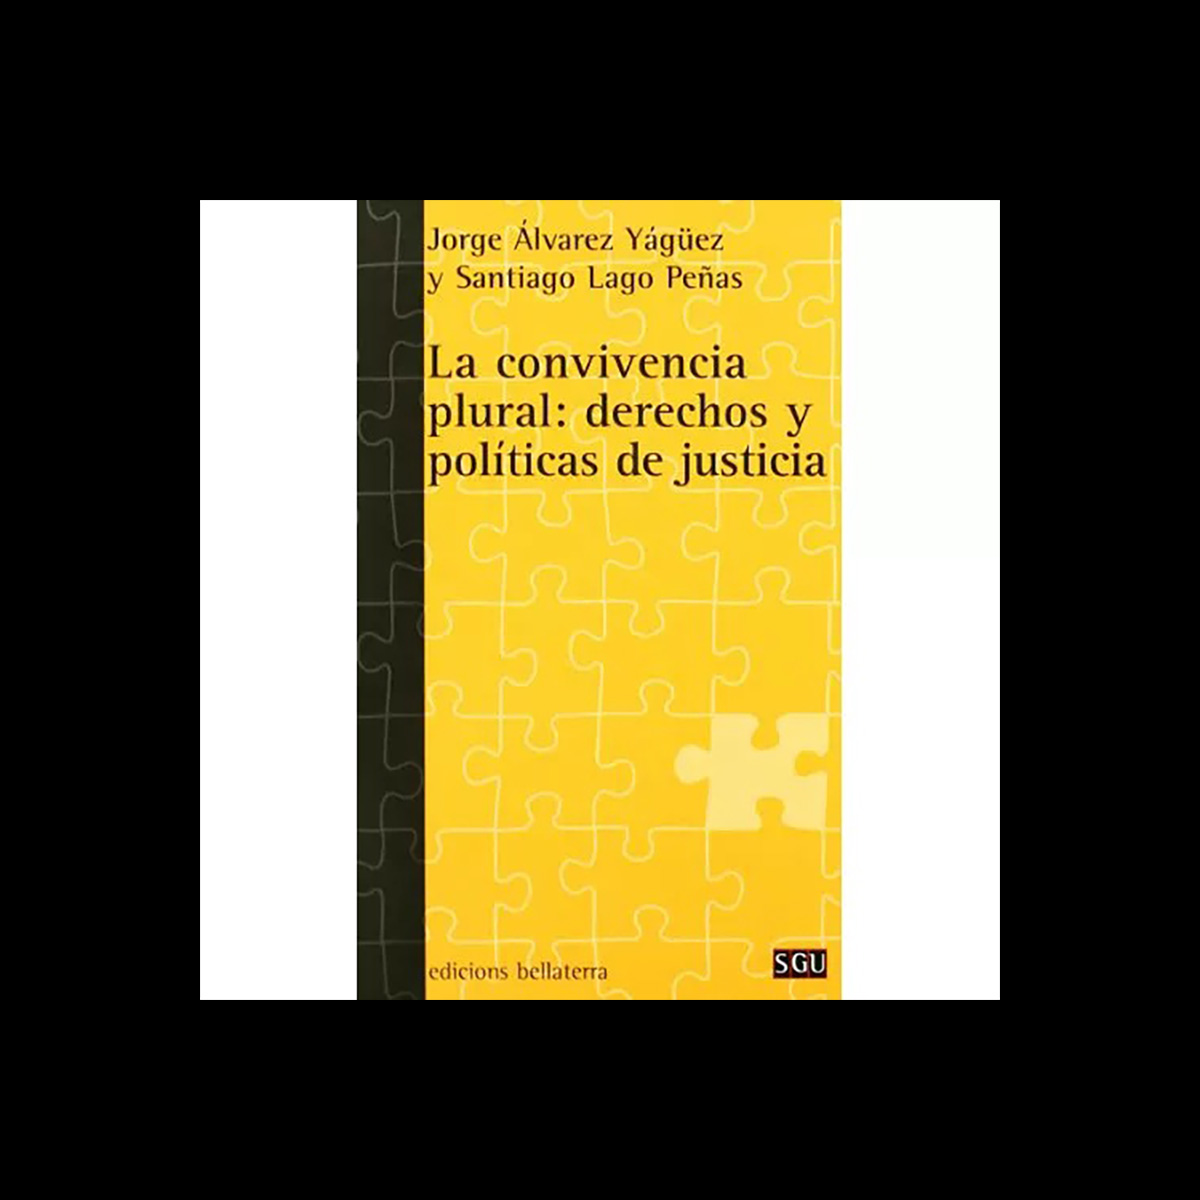 Jorge Álvarez Yágüez
y Santiago Lago Peñas
La convivencia
plural: derechos y
políticas de justicia
edicions bellaterra
SGU